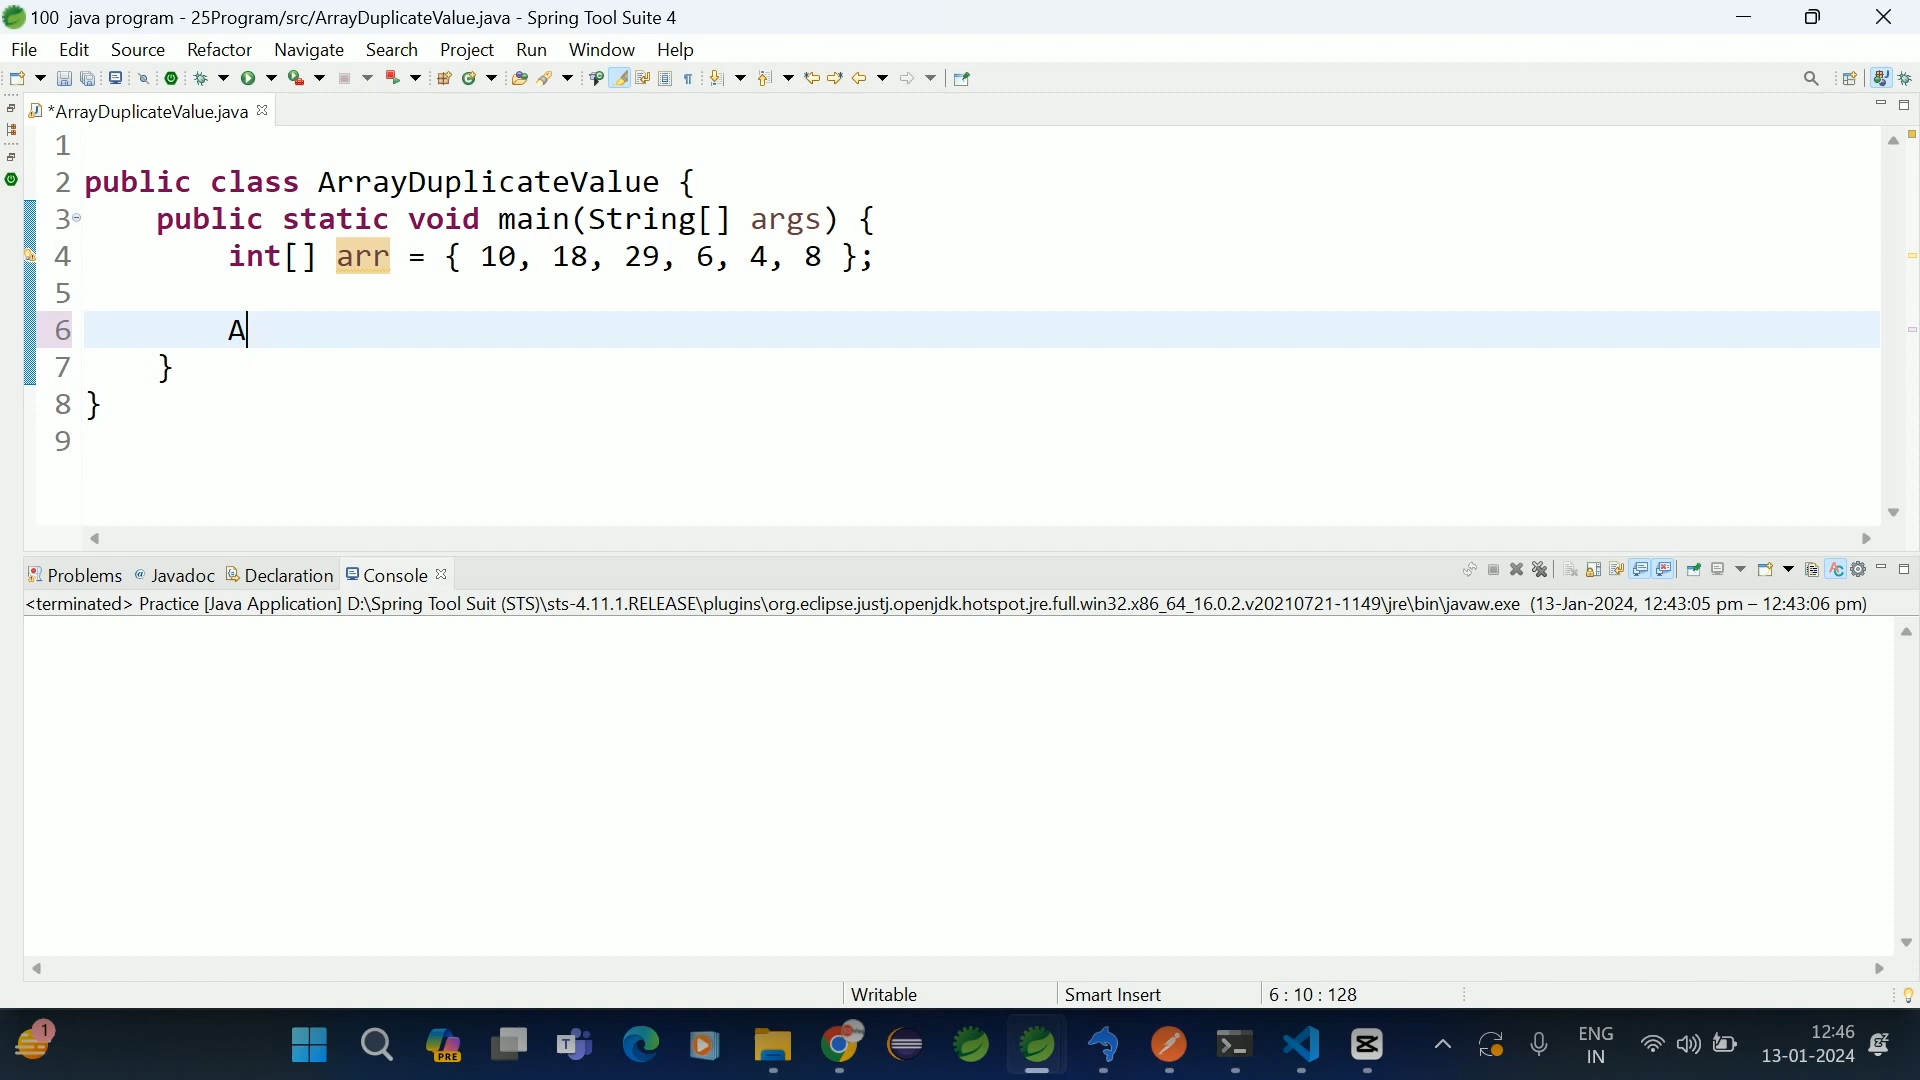 100 java program - 25Program/src/ArrayDuplicateValue.java - Spring Tool Suite 4
File Edit Source Refactor Navigate Search Project Run Window Help
*ArrayDuplicateValue.java
1
2 public class ArrayDuplicateValue {
3 public static void main(String[] args) {
4 int[] arr = { 10, 18, 29, 6, 4, 8 };
5
6 A
7 }
8 }
9
Problems @ Javadoc Declaration Console
<terminated> Practice [Java Application] D:\Spring Tool Suit (STS)\sts-4.11.1.RELEASE\plugins\org.eclipse.justj.openjdk.hotspot.jre.full.win32.x86_64_16.0.2.v20210721-1149\jre\bin\javaw.exe (13-Jan-2024, 12:43:05 pm – 12:43:06 pm)
Writable Smart Insert 6 : 10 : 128
1 PRE ENG IN 12:46
13-01-2024